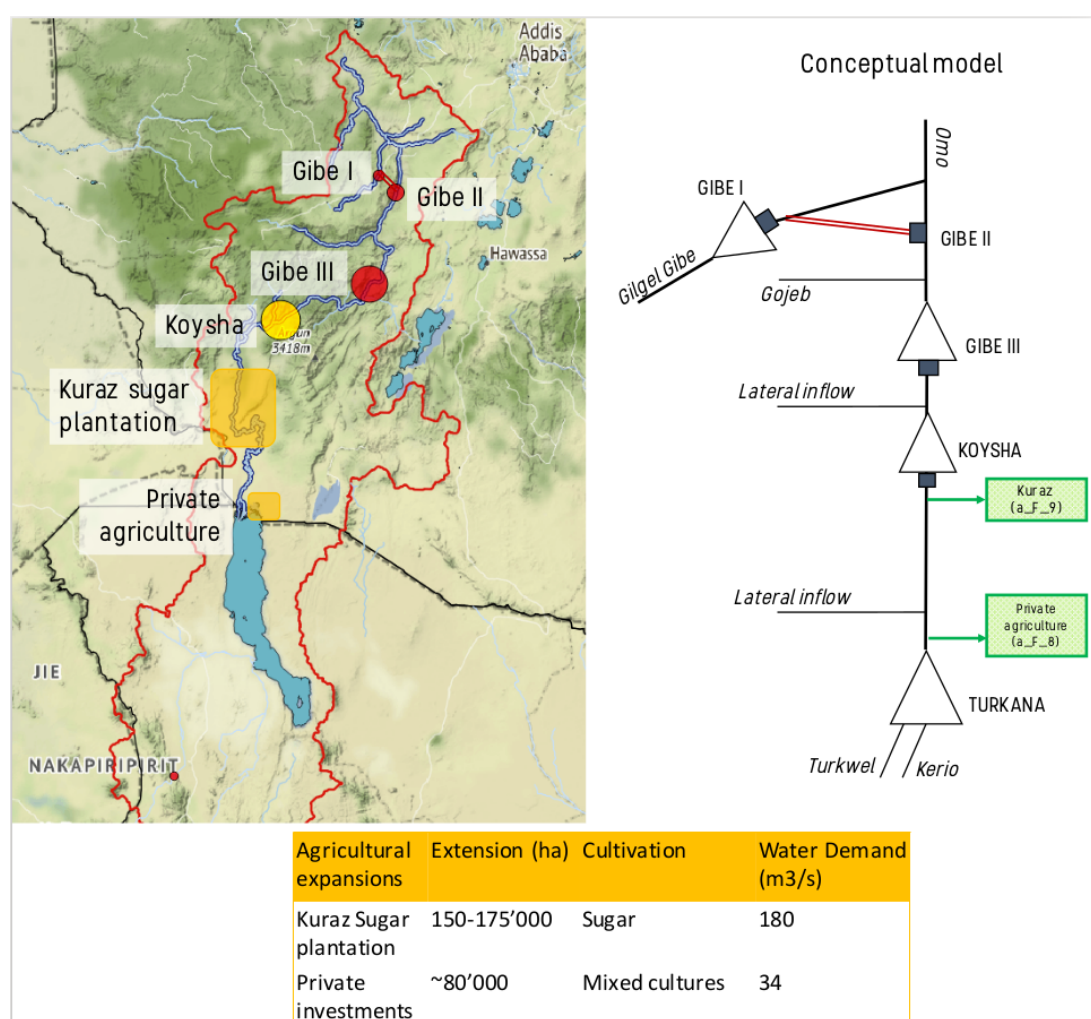 Addis
Ababa
Gibe I
Gibe II
Hawassa
Gibe III
Koysha
Argun
3418m
Kuraz sugar
plantation
Private
agriculture
JIE
NAKAPIRIPIRIT
Conceptual model
Omo
GIBE I
GIBE II
Gilgel Gibe
Gojeb
GIBE III
Lateral inflow
KOYSHA
Kuraz
(a_F_9)
Lateral inflow
Private
agriculture
(a_F_8)
TURKANA
Turkwel
Kerio
Agricultural expansions Extension (ha) Cultivation Water Demand (m3/s)
Kuraz Sugar plantation 150-175’000 Sugar 180
Private investments ~80’000 Mixed cultures 34